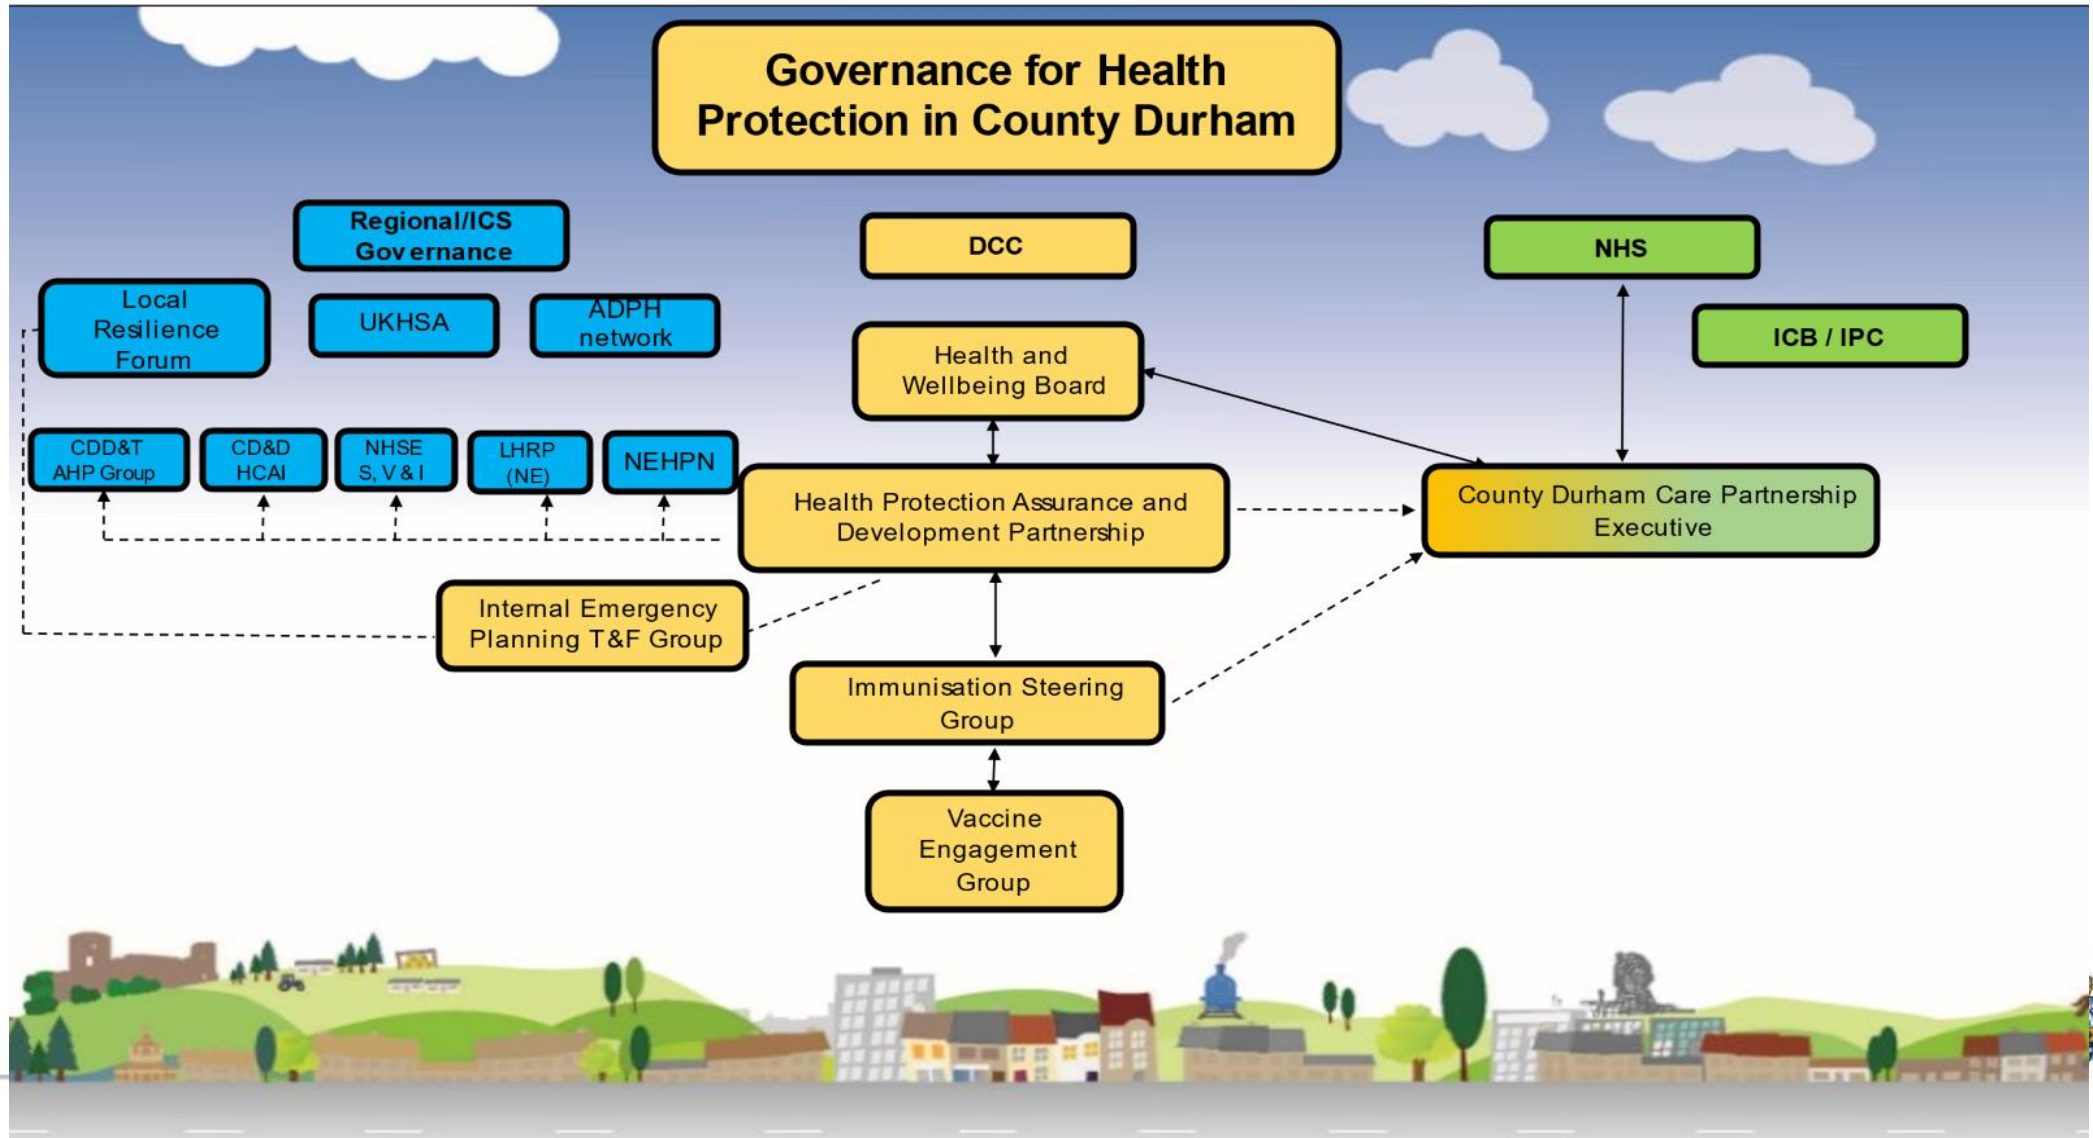 Governance for Health
Protection in County Durham
Regional/ICS
Governance
DCC
NHS
Local
Resilience
Forum
UKHSA
ADPH
network
ICB / IPC
Health and
Wellbeing Board
CDD&T
AHP Group
CD&D
HCAI
NHSE
S, V & I
LHRP
(NE)
NEHPN
Health Protection Assurance and
Development Partnership
County Durham Care Partnership
Executive
Internal Emergency
Planning T&F Group
Immunisation Steering
Group
Vaccine
Engagement
Group